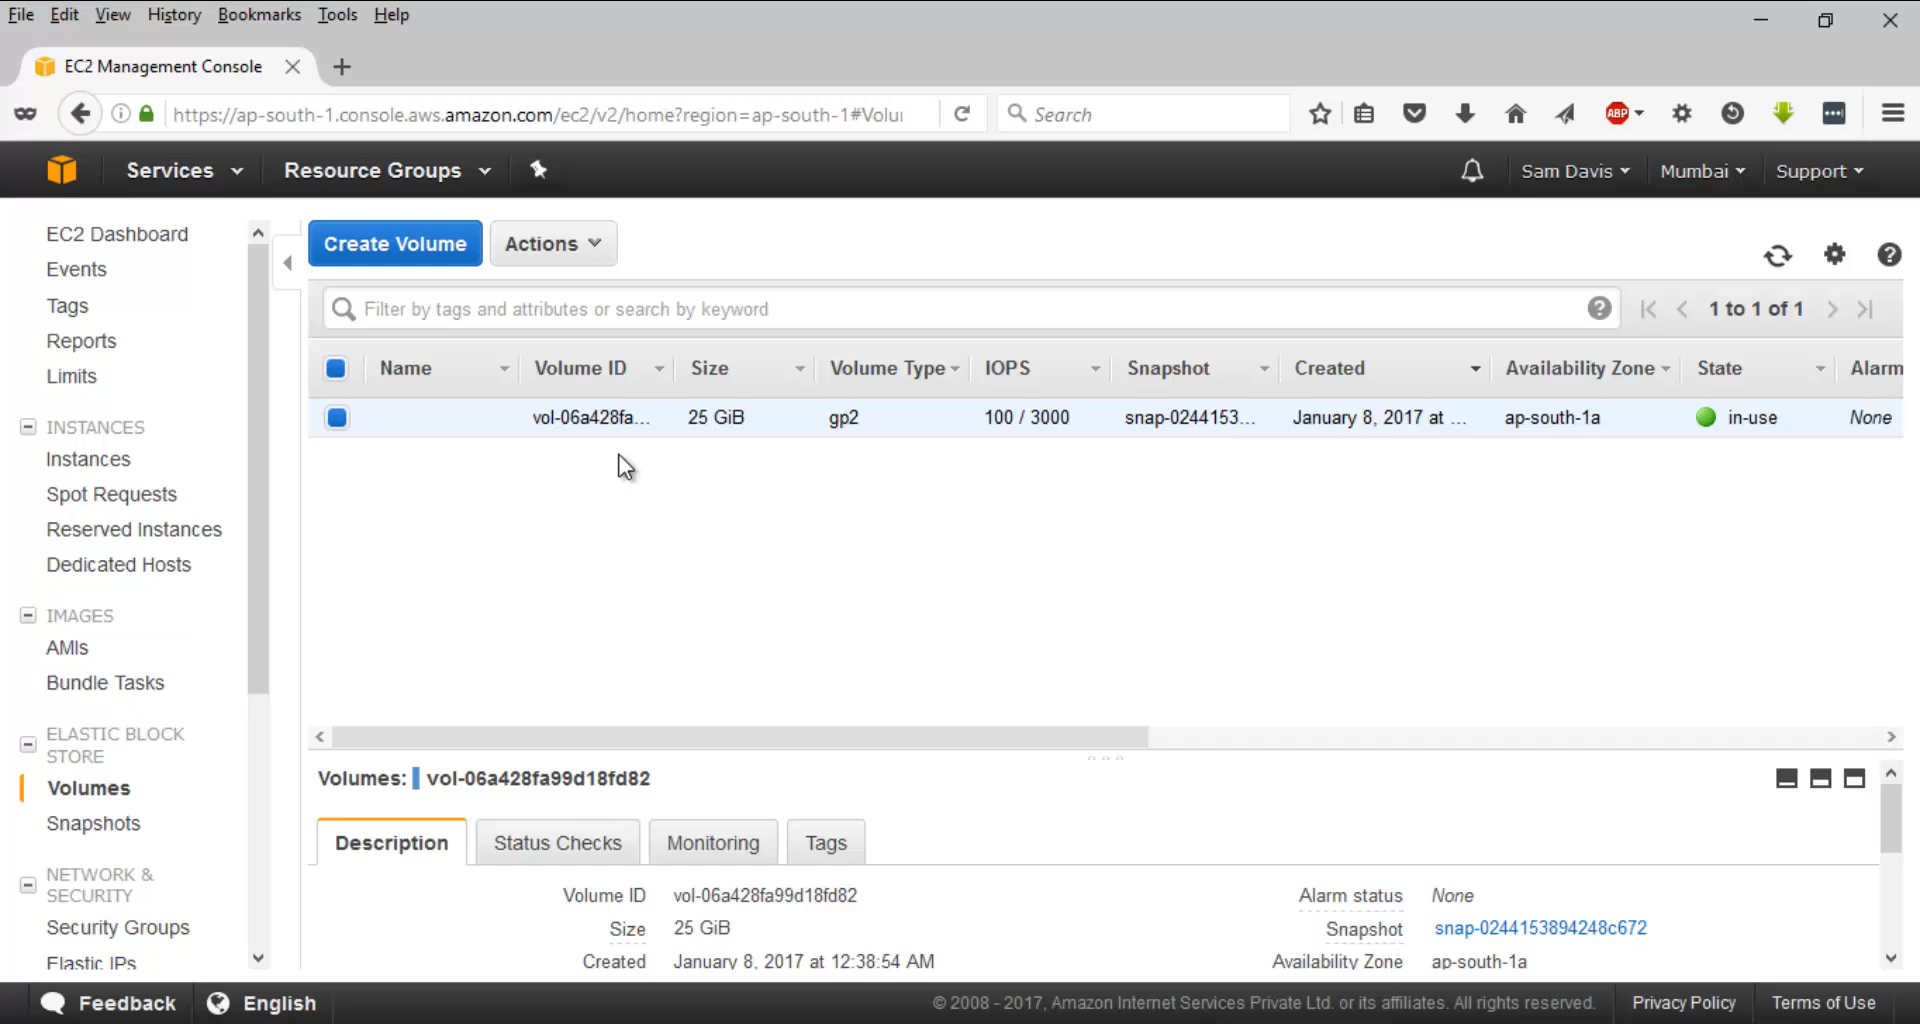 File Edit View History Bookmarks Tools Help
EC2 Management Console
https://ap-south-1.console.aws.amazon.com/ec2/v2/home?region=ap-south-1#Volu
Search
ABP
Services Resource Groups Sam Davis Mumbai Support
EC2 Dashboard
Events
Tags
Reports
Limits
INSTANCES
Instances
Spot Requests
Reserved Instances
Dedicated Hosts
IMAGES
AMIs
Bundle Tasks
ELASTIC BLOCK
STORE
Volumes
Snapshots
NETWORK &
SECURITY
Security Groups
Elastic IPs
Create Volume Actions
Filter by tags and attributes or search by keyword
1 to 1 of 1
Name Volume ID Size Volume Type IOPS Snapshot Created Availability Zone State Alarm
vol-06a428fa... 25 GiB gp2 100 / 3000 snap-0244153... January 8, 2017 at ... ap-south-1a in-use None
Volumes: vol-06a428fa99d18fd82
Description Status Checks Monitoring Tags
Volume ID vol-06a428fa99d18fd82 Alarm status None
Size 25 GiB Snapshot snap-0244153894248c672
Created January 8, 2017 at 12:38:54 AM Availability Zone ap-south-1a
Feedback English © 2008 - 2017, Amazon Internet Services Private Ltd. or its affiliates. All rights reserved. Privacy Policy Terms of Use